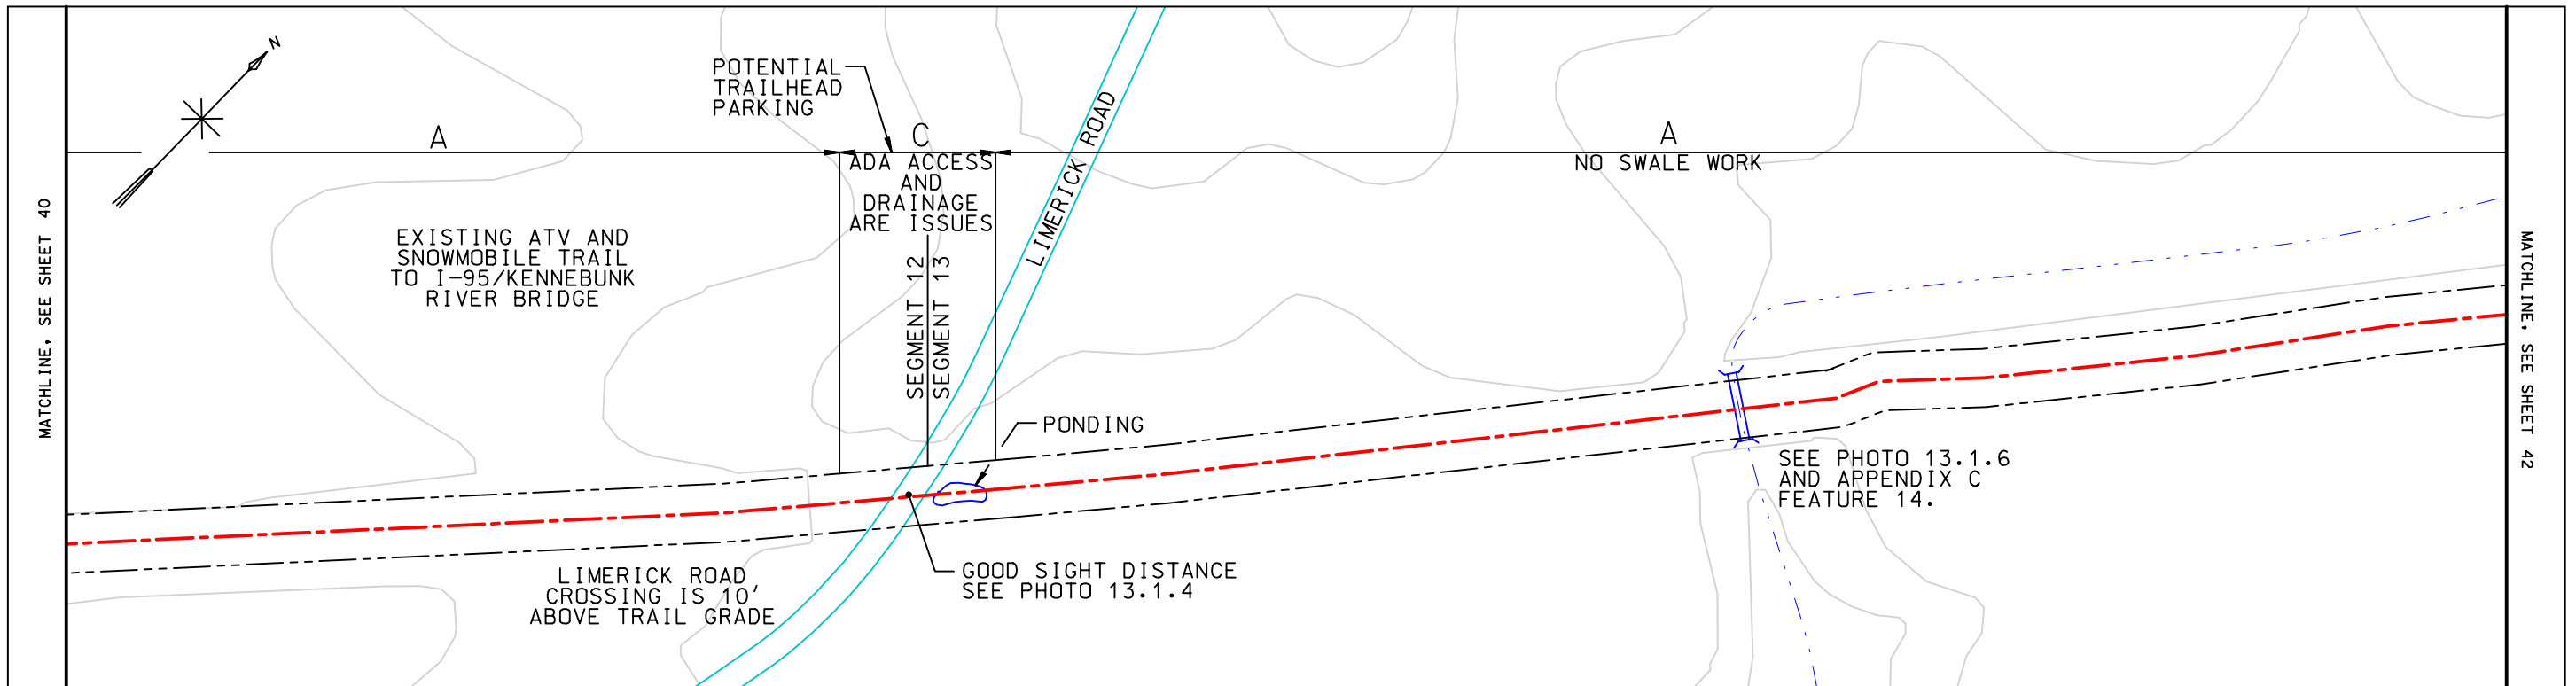 N
POTENTIAL
TRAILHEAD
PARKING
A
C
A
ADA ACCESS
AND
DRAINAGE
ARE ISSUES
NO SWALE WORK
LIMERICK ROAD
MATCHLINE, SEE SHEET 40
EXISTING ATV AND
SNOWMOBILE TRAIL
TO I-95/KENNEBUNK
RIVER BRIDGE
SEGMENT 12
SEGMENT 13
MATCHLINE, SEE SHEET 42
PONDING
SEE PHOTO 13.1.6
AND APPENDIX C
FEATURE 14.
LIMERICK ROAD
CROSSING IS 10'
ABOVE TRAIL GRADE
GOOD SIGHT DISTANCE
SEE PHOTO 13.1.4